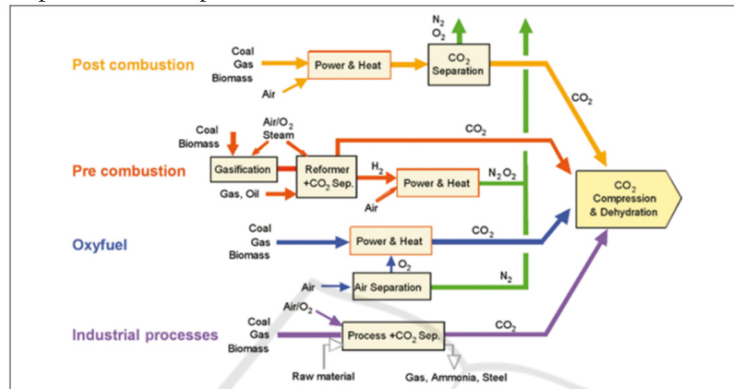 N2
O2
Post combustion
Coal
Gas
Biomass
Power & Heat
CO2
Separation
Air
CO2
Air/O2
Steam
Coal
Biomass
CO2
Pre combustion
Gasification
Reformer
+CO2 Sep.
H2
Power & Heat
N2 O2
Gas, Oil
Air
CO2
Compression
& Dehydration
Oxyfuel
Coal
Gas
Biomass
Power & Heat
CO2
O2
Air
Air Separation
N2
Air/O2
Industrial processes
Coal
Gas
Biomass
Process +CO2 Sep.
CO2
Raw material
Gas, Ammonia, Steel